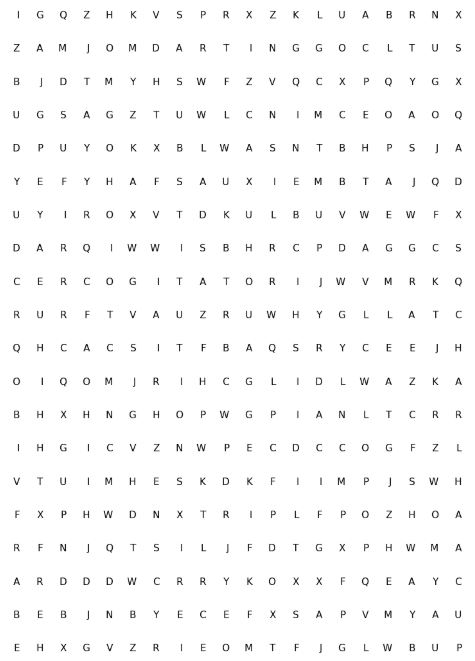 I G Q Z H K V S P R X Z K L U A B R N X
Z A M J O M D A R T I N G G O C L T U S
B J D T M Y H S W F Z V Q C X P Q Y G X
U G S A G Z T U W L C N I M C E O A O Q
D P U Y O K X B L W A S N T B H P S J A
Y E F Y H A F S A U X I E M B T A J Q D
U Y I R O X V T D K U L B U V W E W F X
D A R Q I W W I S B H R C P D A G G C S
C E R C O G I T A T O R I J W V M R K Q
R U R F T V A U Z R U W H Y G L L A T C
Q H C A C S I T F B A Q S R Y C E E J H
O I Q O M J R I H C G L I D L W A Z K A
B H X H N G H O P W G P I A N L T C R R
I H G I C V Z N W P E C D C C O G F Z L
V T U I M H E S K D K F I I M P J S W H
F X P H W D N X T R I P L F P O Z H O A
R F N J Q T S I L J F D T G X P H W M A
A R D D D W C R R Y K O X X F Q E A Y C
B E B J N B Y E C E F X S A P V M Y A U
E H X G V Z R I E O M T F J G L W B U P